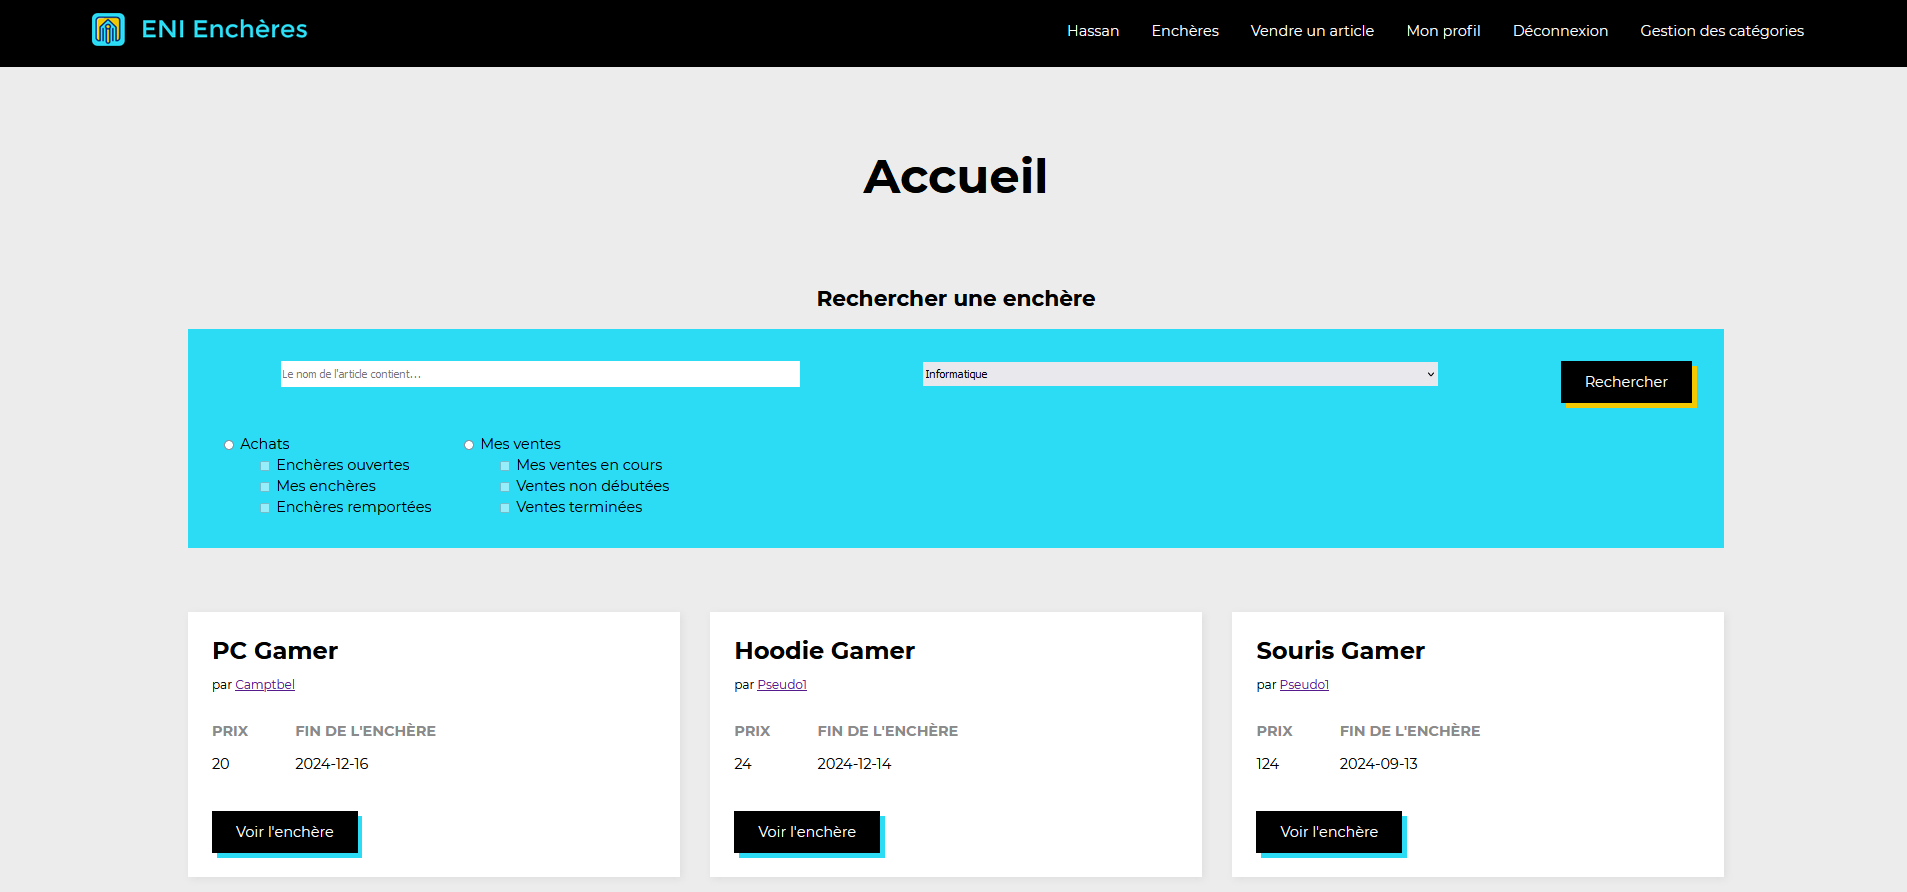 ENI Enchères
Hassan Enchères Vendre un article Mon profil Déconnexion Gestion des catégories
Accueil
Rechercher une enchère
Le nom de l'article contient... Informatique Rechercher
Achats Mes ventes
Enchères ouvertes Mes ventes en cours
Mes enchères Ventes non débutées
Enchères remportées Ventes terminées
PC Gamer
par Camptbel
PRIX FIN DE L'ENCHÈRE
20 2024-12-16
Voir l'enchère
Hoodie Gamer
par Pseudo1
PRIX FIN DE L'ENCHÈRE
24 2024-12-14
Voir l'enchère
Souris Gamer
par Pseudo1
PRIX FIN DE L'ENCHÈRE
124 2024-09-13
Voir l'enchère